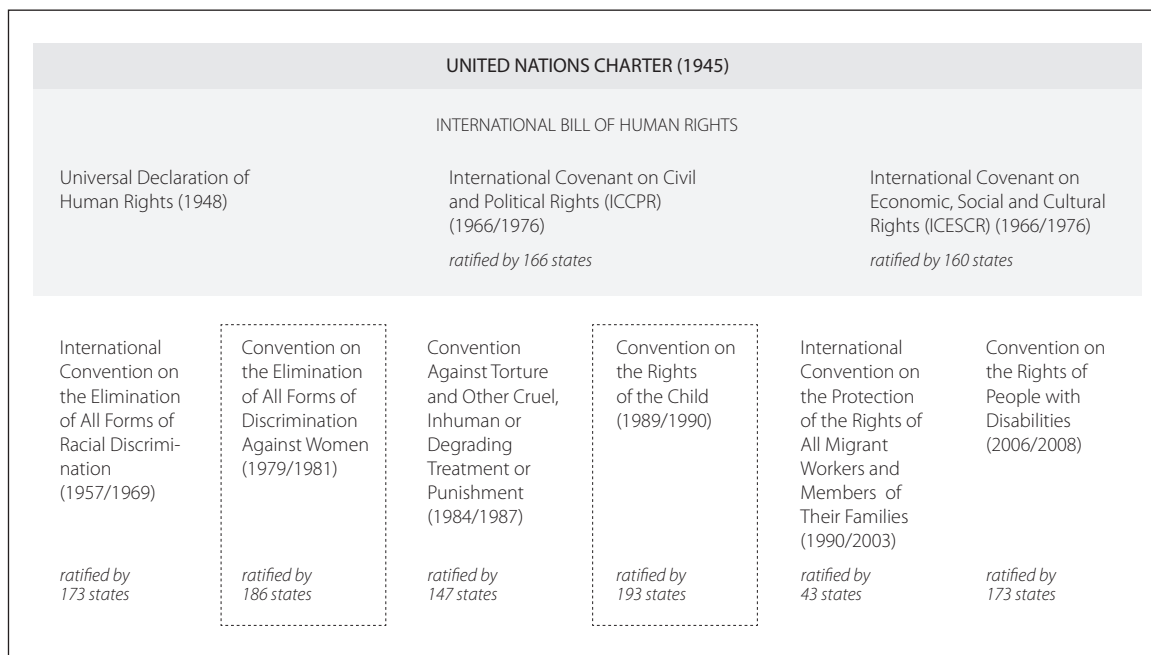 UNITED NATIONS CHARTER (1945)
INTERNATIONAL BILL OF HUMAN RIGHTS
Universal Declaration of
Human Rights (1948)
International Covenant on Civil
and Political Rights (ICCPR)
(1966/1976)
ratified by 166 states
International Covenant on
Economic, Social and Cultural
Rights (ICESCR) (1966/1976)
ratified by 160 states
International
Convention on
the Elimination
of All Forms of
Racial Discrimi-
nation
(1957/1969)
ratified by
173 states
Convention on
the Elimination
of All Forms of
Discrimination
Against Women
(1979/1981)
ratified by
186 states
Convention
Against Torture
and Other Cruel,
Inhuman or
Degrading
Treatment or
Punishment
(1984/1987)
ratified by
147 states
Convention on
the Rights
of the Child
(1989/1990)
ratified by
193 states
International
Convention on
the Protection
of the Rights of
All Migrant
Workers and
Members of
Their Families
(1990/2003)
ratified by
43 states
Convention on
the Rights of
People with
Disabilities
(2006/2008)
ratified by
173 states